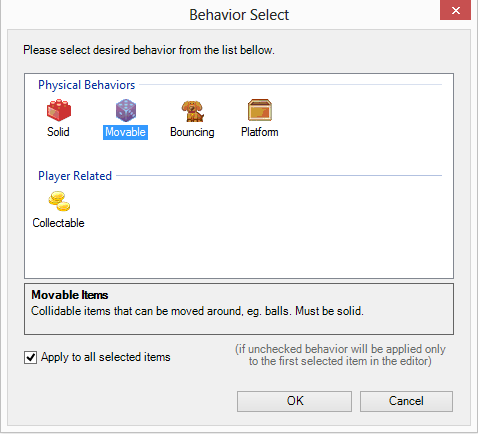 Behavior Select
Please select desired behavior from the list bellow.
Physical Behaviors
Solid Movable Bouncing Platform
Player Related
Collectable
Movable Items
Collidable items that can be moved around, eg. balls. Must be solid.
Apply to all selected items
(if unchecked behavior will be applied only
to the first selected item in the editor)
OK Cancel